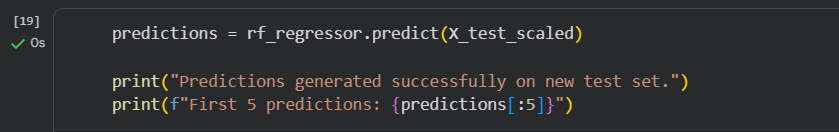 [19]
0s
predictions = rf_regressor.predict(X_test_scaled)
print("Predictions generated successfully on new test set.")
print(f"First 5 predictions: {predictions[:5]}")